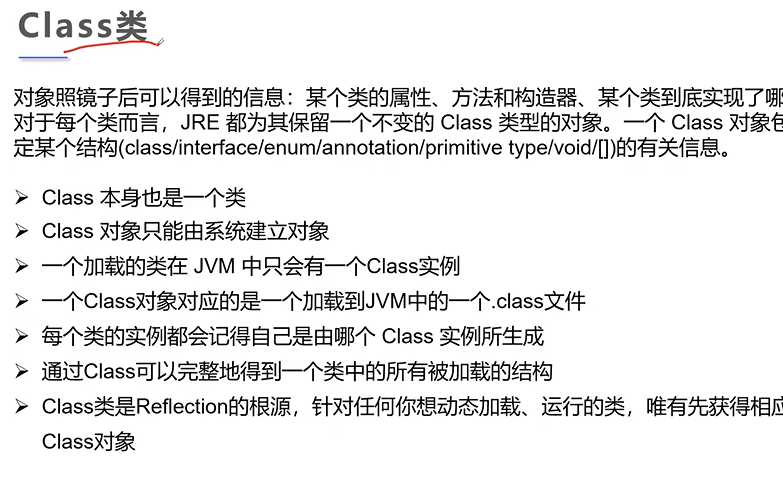 Class类
对象照镜子后可以得到的信息：某个类的属性、方法和构造器、某个类到底实现了哪
对于每个类而言，JRE 都为其保留一个不变的 Class 类型的对象。一个 Class 对象包
定某个结构(class/interface/enum/annotation/primitive type/void/[])的有关信息。
➢ Class 本身也是一个类
➢ Class 对象只能由系统建立对象
➢ 一个加载的类在 JVM 中只会有一个Class实例
➢ 一个Class对象对应的是一个加载到JVM中的一个.class文件
➢ 每个类的实例都会记得自己是由哪个 Class 实例所生成
➢ 通过Class可以完整地得到一个类中的所有被加载的结构
➢ Class类是Reflection的根源，针对任何你想动态加载、运行的类，唯有先获得相应
Class对象